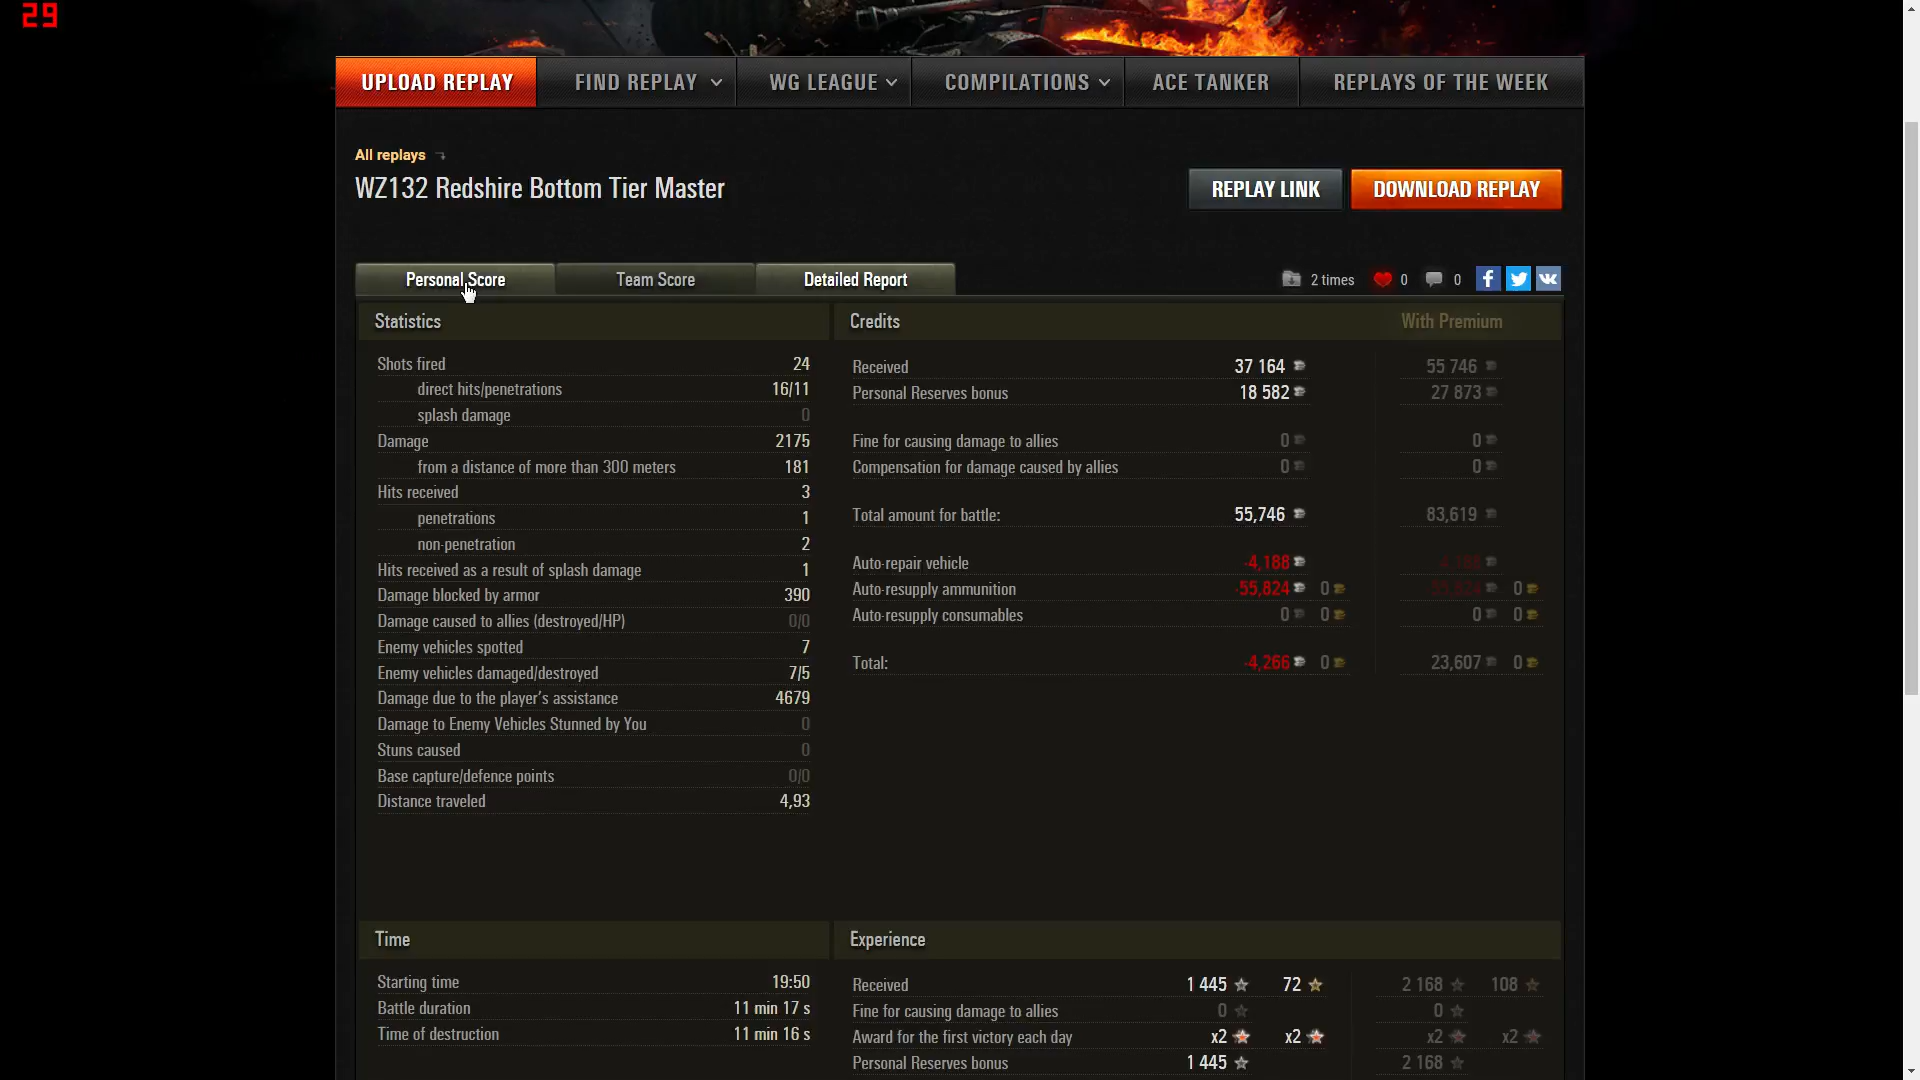 29
UPLOAD REPLAY FIND REPLAY WG LEAGUE COMPILATIONS ACE TANKER REPLAYS OF THE WEEK
All replays
WZ132 Redshire Bottom Tier Master
REPLAY LINK DOWNLOAD REPLAY
Personal Score Team Score Detailed Report 2 times 0 0
Statistics Credits With Premium
Shots fired 24
direct hits/penetrations 16/11
splash damage 0
Damage 2175
from a distance of more than 300 meters 181
Hits received 3
penetrations 1
non-penetration 2
Hits received as a result of splash damage 1
Damage blocked by armor 390
Damage caused to allies (destroyed/HP) 0/0
Enemy vehicles spotted 7
Enemy vehicles damaged/destroyed 7/5
Damage due to the player's assistance 4679
Damage to Enemy Vehicles Stunned by You 0
Stuns caused 0
Base capture/defence points 0/0
Distance traveled 4,93
Received 37 164 55 746
Personal Reserves bonus 18 582 27 873
Fine for causing damage to allies 0 0
Compensation for damage caused by allies 0 0
Total amount for battle: 55,746 83,619
Auto-repair vehicle -4,188 -4,188
Auto-resupply ammunition -55,824 0 -55,824 0
Auto-resupply consumables 0 0 0 0
Total: -4,266 0 23,607 0
Time Experience
Starting time 19:50
Battle duration 11 min 17 s
Time of destruction 11 min 16 s
Received 1 445 72 2 168 108
Fine for causing damage to allies 0 0
Award for the first victory each day x2 x2 x2 x2
Personal Reserves bonus 1 445 2 168